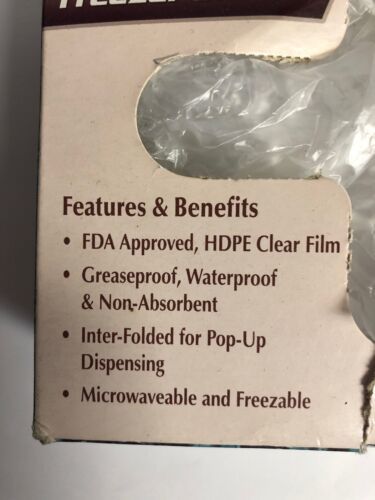 Features & Benefits
• FDA Approved, HDPE Clear Film
• Greaseproof, Waterproof
& Non-Absorbent
• Inter-Folded for Pop-Up
Dispensing
• Microwaveable and Freezable